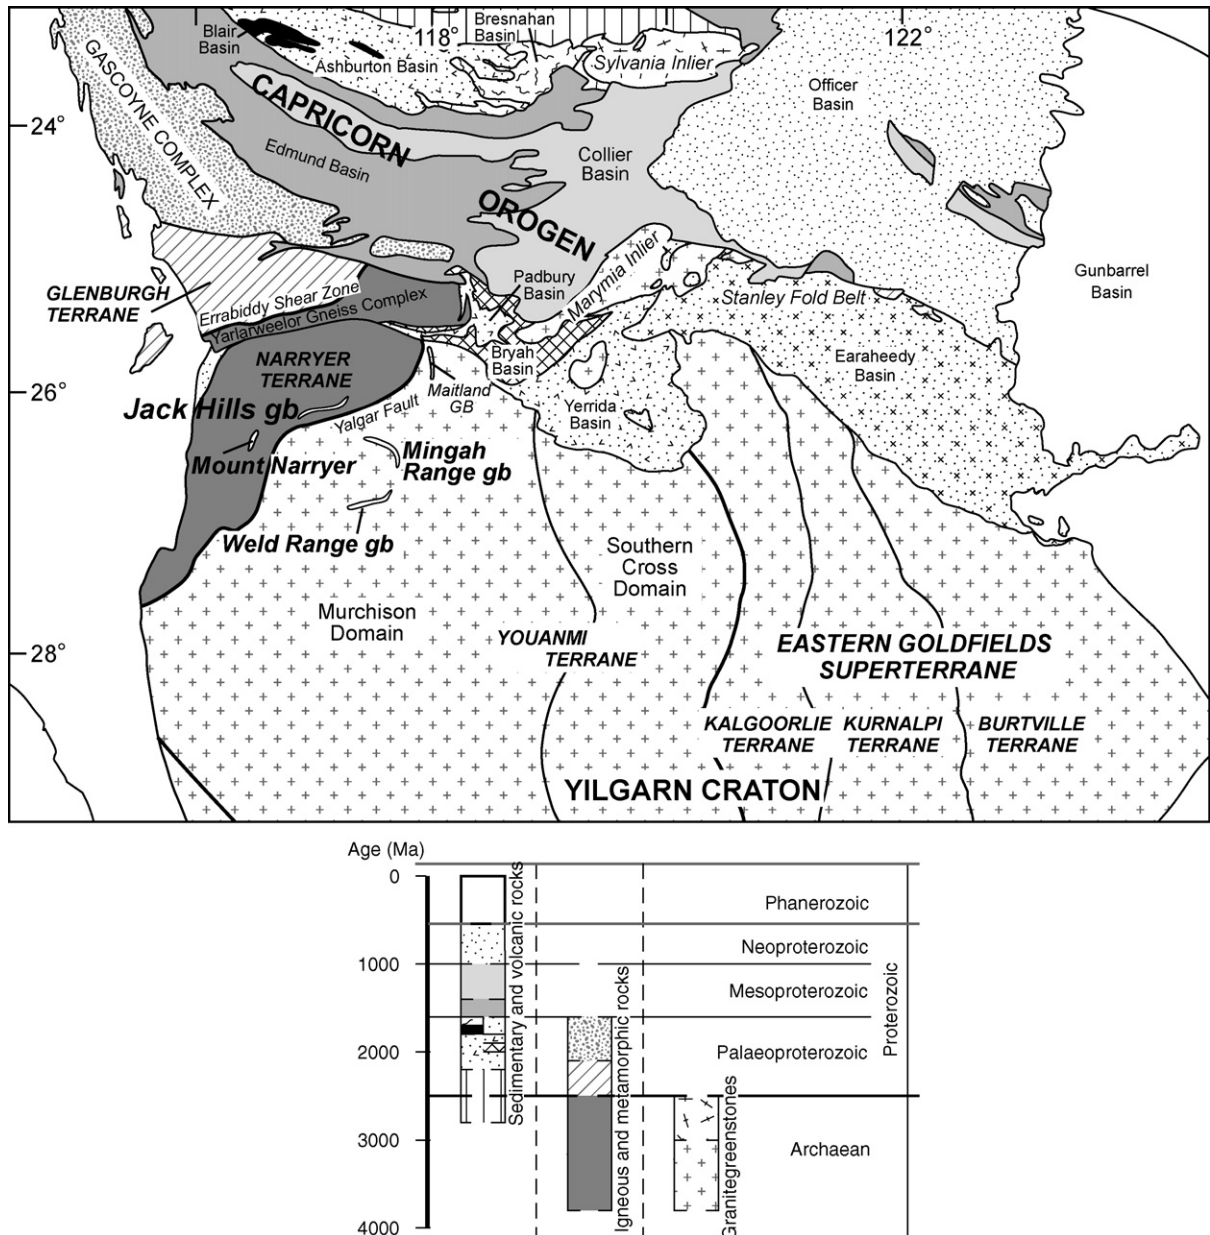 Blair
Basin
118°
Bresnahan
Basin
122°
Ashburton Basin
Sylvania Inlier
GASCOYNE COMPLEX
CAPRICORN
Officer
Basin
24°
Edmund Basin
Collier
Basin
OROGEN
GLENBURGH
TERRANE
Errabiddy Shear Zone
Yarlarweelor Gneiss Complex
Padbury
Basin
Marymia Inlier
Stanley Fold Belt
Gunbarrel
Basin
NARRYER
TERRANE
Bryah
Basin
Earaheedy
Basin
26°
Jack Hills gb
Yalgar Fault
Maitland
GB
Yerrida
Basin
Mount Narryer
Mingah
Range gb
Weld Range gb
Southern
Cross
Domain
Murchison
Domain
YOUANMI
TERRANE
EASTERN GOLDFIELDS
SUPERTERRANE
28°
KALGOORLIE
TERRANE
KURNALPI
TERRANE
BURTVILLE
TERRANE
YILGARN CRATON
Age (Ma)
0
1000
2000
3000
4000
Sedimentary and volcanic rocks
Igneous and metamorphic rocks
Granitegreenstones
Phanerozoic
Neoproterozoic
Mesoproterozoic
Palaeoproterozoic
Archaean
Proterozoic